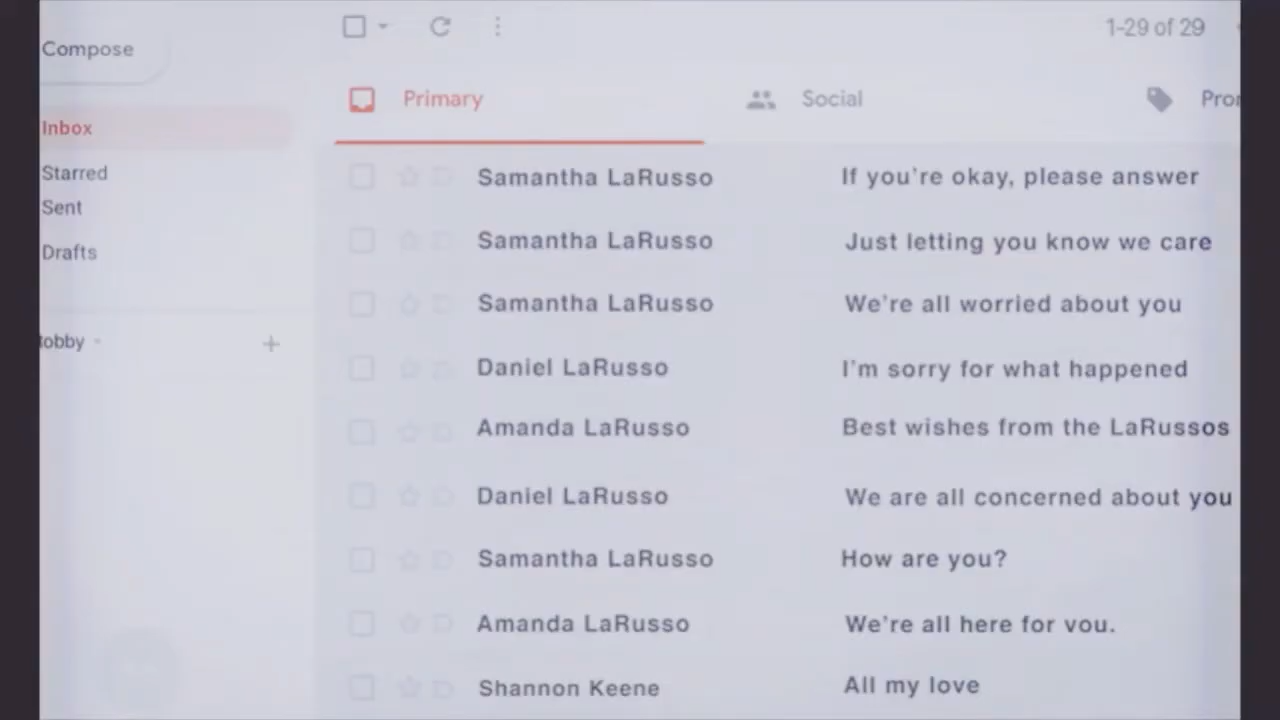 Compose
1-29 of 29
Primary Social
Inbox
Starred
Sent
Drafts
Samantha LaRusso If you're okay, please answer
Samantha LaRusso Just letting you know we care
Samantha LaRusso We're all worried about you
Daniel LaRusso I'm sorry for what happened
Amanda LaRusso Best wishes from the LaRussos
Daniel LaRusso We are all concerned about you
Samantha LaRusso How are you?
Amanda LaRusso We're all here for you.
Shannon Keene All my love